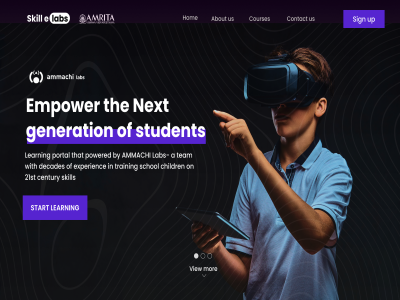 Skill e labs AMRITA Home About us Courses Contact us Sign up
ammachi labs
Empower the Next
generation of students
Learning portal that powered by AMMACHI Labs- a team
with decades of experience in training school children on
21st century skills
START LEARNING
View more